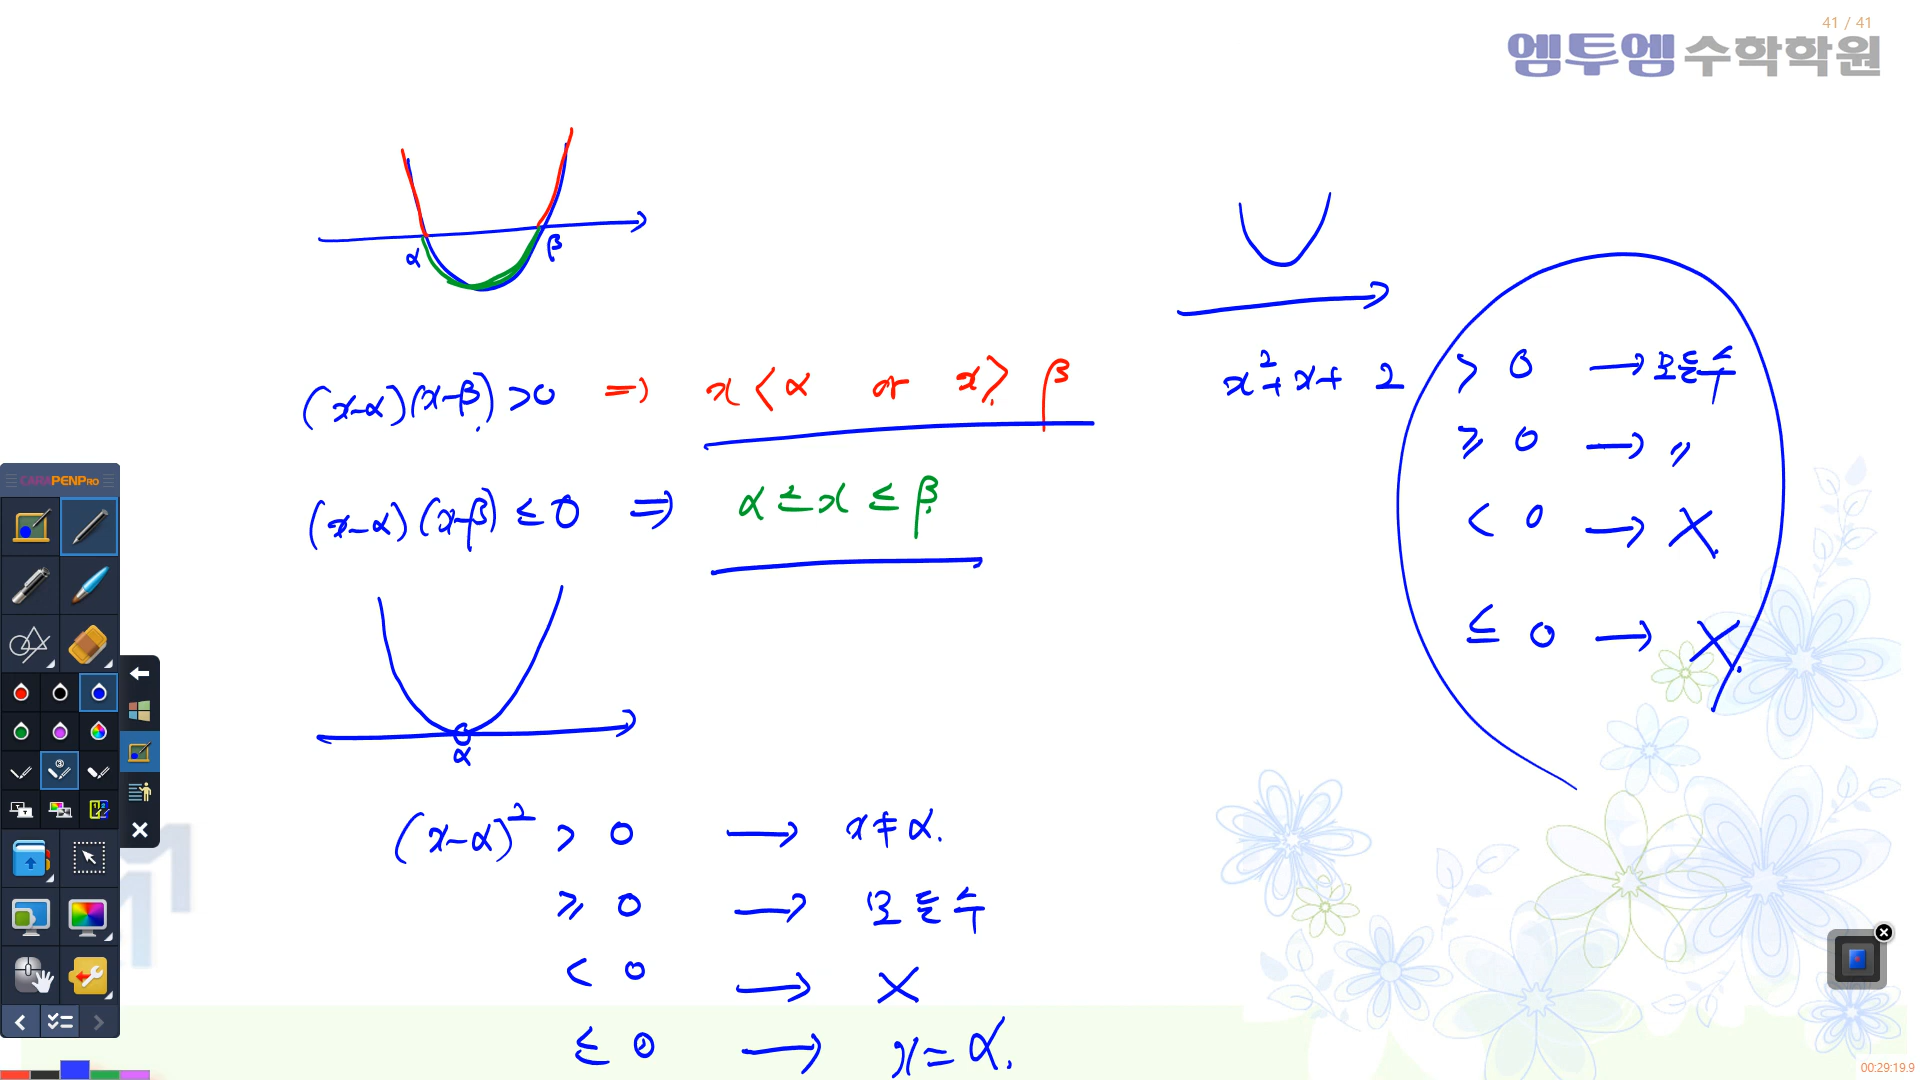 41 / 41
엠투엠 수학학원
α β
(x-α)(x-β)>0 ⇒ x<α or x>β
(x-α)(x-β)≤0 ⇒ α≤x≤β
α
(x-α)² > 0 → x≠α.
≥ 0 → 모든수
< 0 → X
≤ 0 → x=α.
x²+x+2 > 0 → 모든수
≥ 0 → 〃
< 0 → X
≤ 0 → X
CARAPENPRO
00:29:19.9